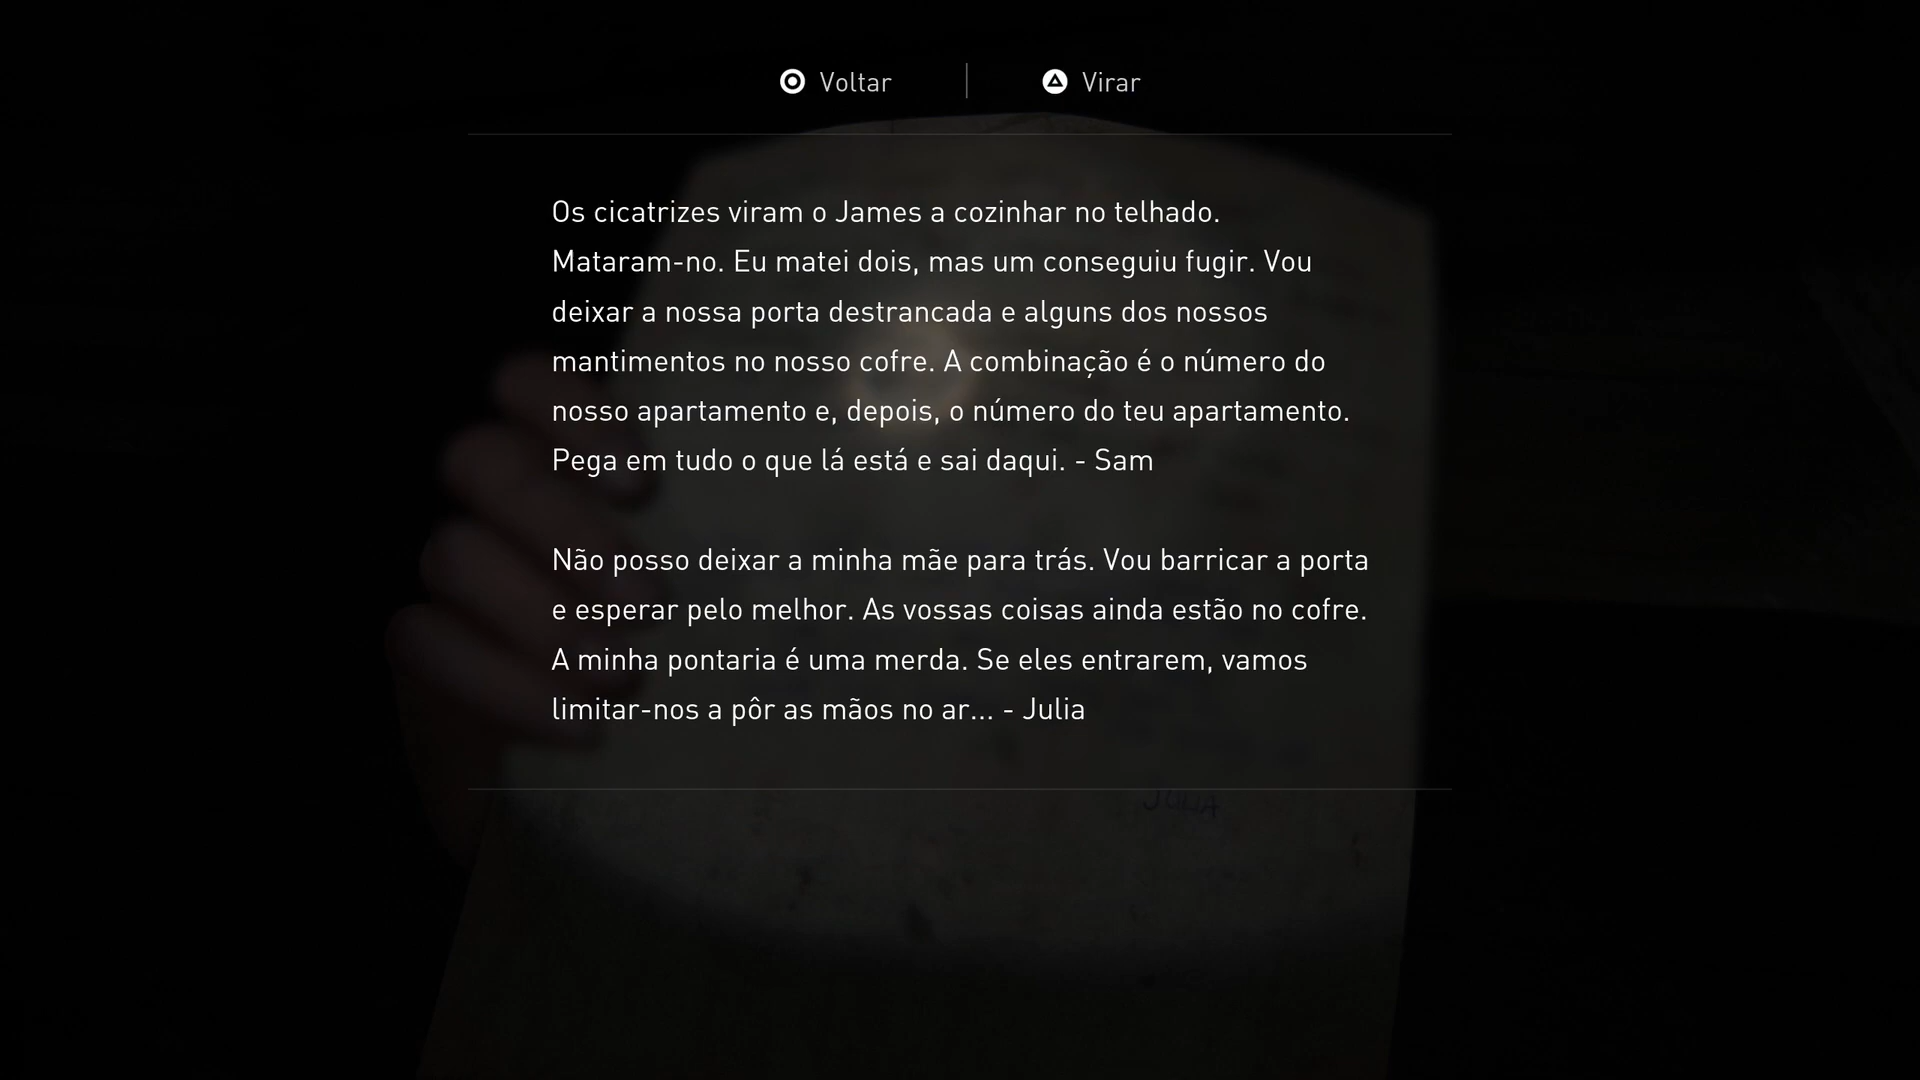 Voltar
Virar
Os cicatrizes viram o James a cozinhar no telhado.
Mataram-no. Eu matei dois, mas um conseguiu fugir. Vou
deixar a nossa porta destrancada e alguns dos nossos
mantimentos no nosso cofre. A combinação é o número do
nosso apartamento e, depois, o número do teu apartamento.
Pega em tudo o que lá está e sai daqui. - Sam
Não posso deixar a minha mãe para trás. Vou barricar a porta
e esperar pelo melhor. As vossas coisas ainda estão no cofre.
A minha pontaria é uma merda. Se eles entrarem, vamos
limitar-nos a pôr as mãos no ar... - Julia
JULIA